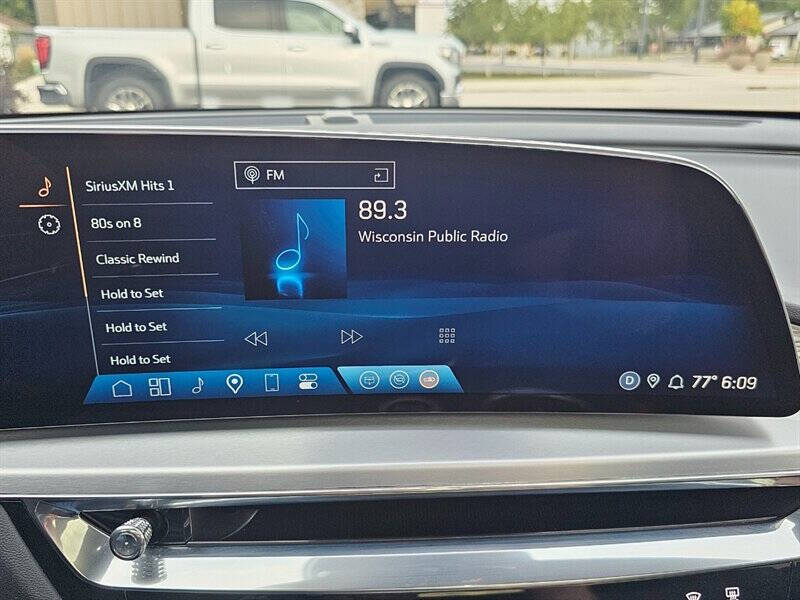 SiriusXM Hits 1
80s on 8
Classic Rewind
Hold to Set
Hold to Set
Hold to Set
FM
89.3
Wisconsin Public Radio
D 77° 6:09